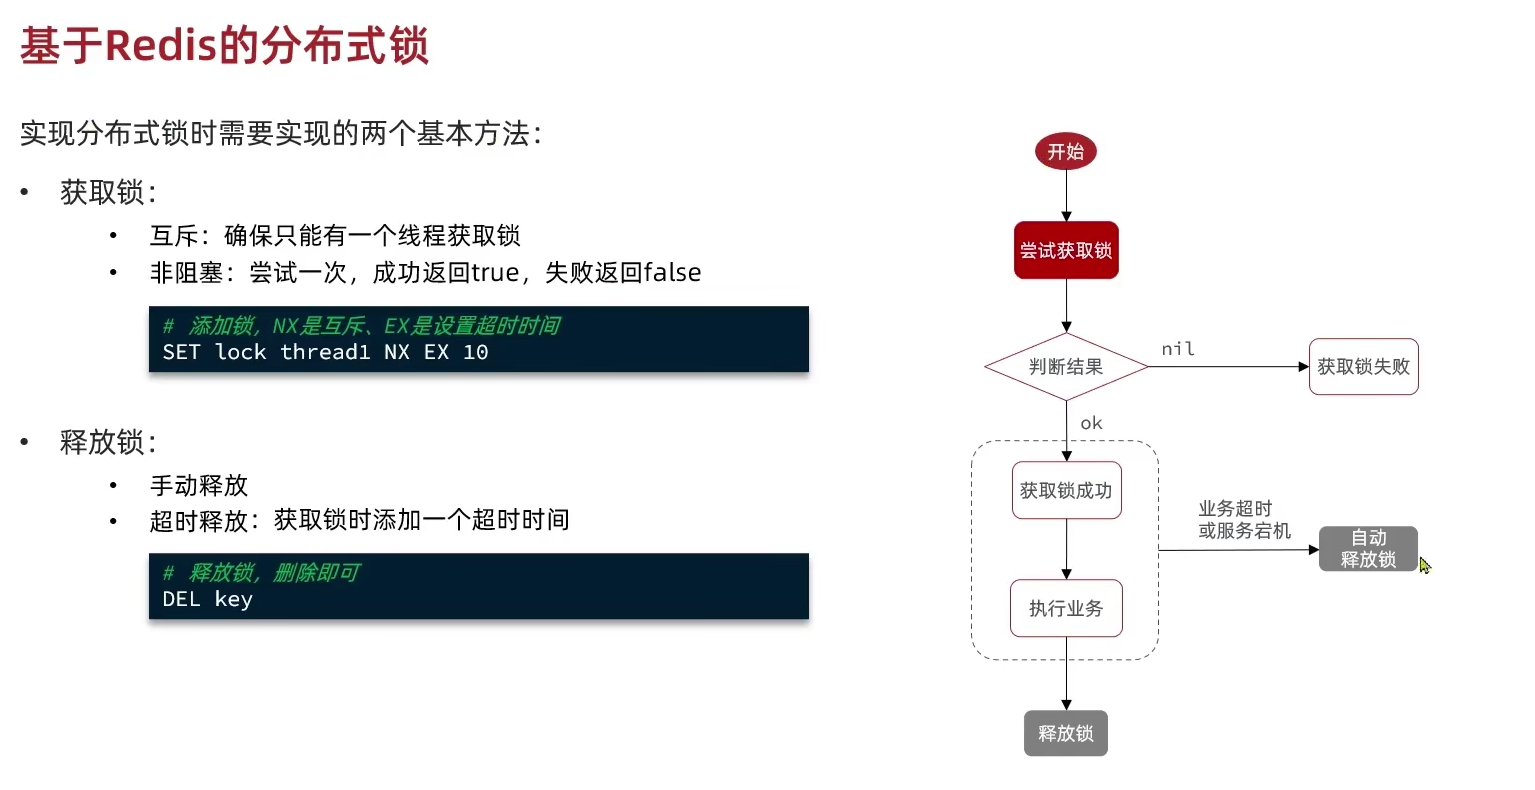 基于Redis的分布式锁
实现分布式锁时需要实现的两个基本方法：
• 获取锁：
• 互斥：确保只能有一个线程获取锁
• 非阻塞：尝试一次，成功返回true，失败返回false
# 添加锁，NX是互斥、EX是设置超时时间
SET lock thread1 NX EX 10
• 释放锁：
• 手动释放
• 超时释放：获取锁时添加一个超时时间
# 释放锁，删除即可
DEL key
开始
尝试获取锁
判断结果
nil
获取锁失败
ok
获取锁成功
执行业务
业务超时
或服务宕机
自动
释放锁
释放锁